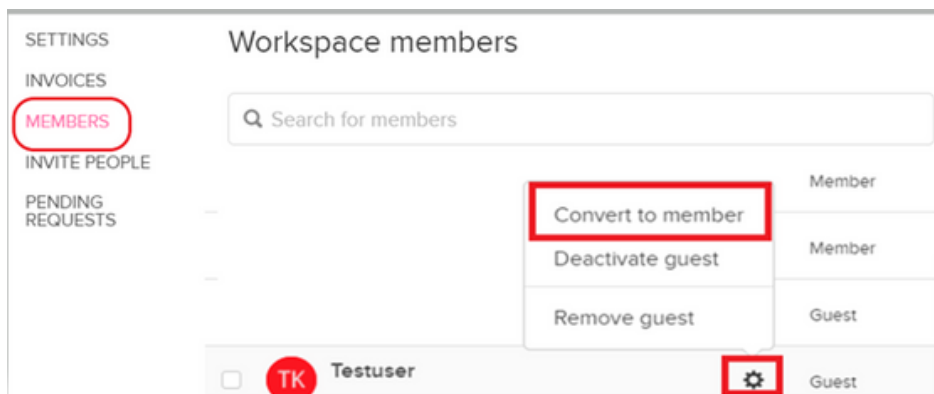 SETTINGS
INVOICES
MEMBERS
INVITE PEOPLE
PENDING
REQUESTS
Workspace members
Search for members
Member
Convert to member
Member
Deactivate guest
Remove guest
Guest
TK
Testuser
Guest